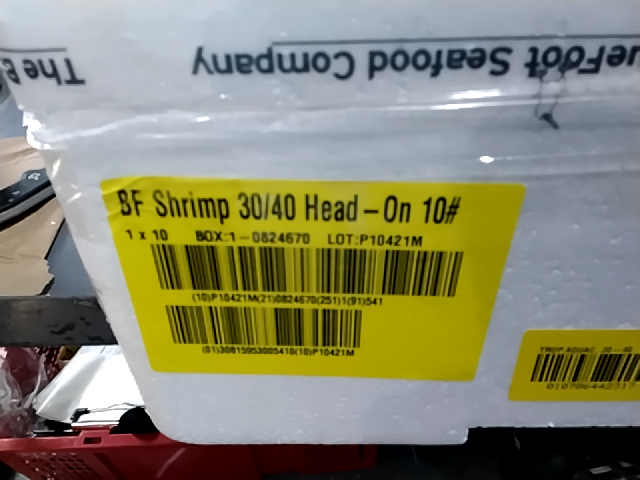 The B
ueFoot Seafood Company
BF Shrimp 30/40 Head-On 10#
1 x 10 BOX:1-0824670 LOT:P10421M
(10)P10421M(21)0824670(251)1(91)541
(01)30815953005410(10)P10421M